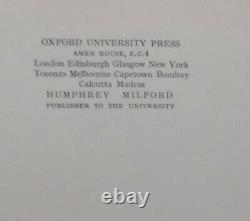 OXFORD UNIVERSITY PRESS
AMEN HOUSE, E.C.4
London Edinburgh Glasgow New York
Toronto Melbourne Capetown Bombay
Calcutta Madras
HUMPHREY MILFORD
PUBLISHER TO THE UNIVERSITY